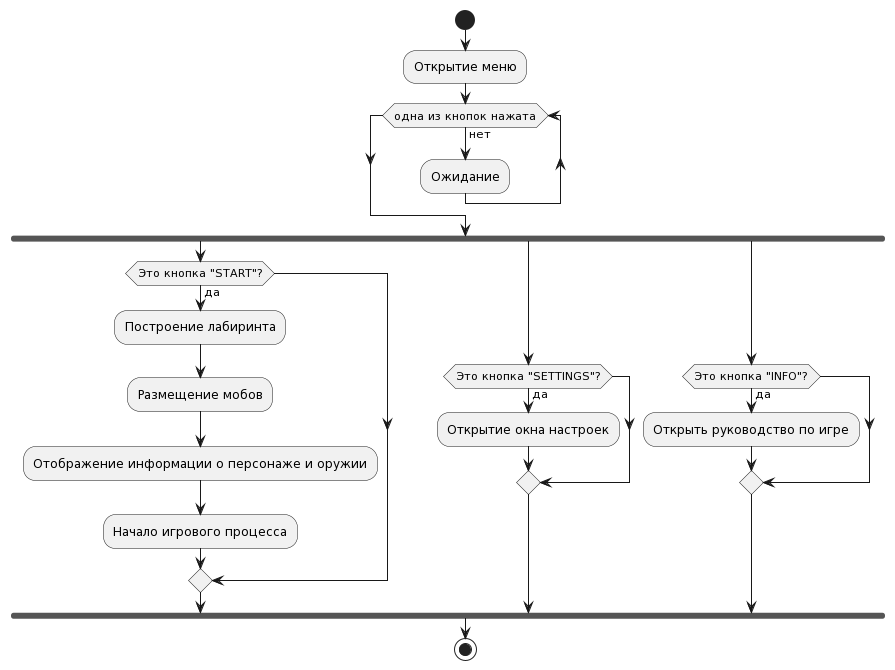 Открытие меню
одна из кнопок нажата
нет
Ожидание
Это кнопка "START"?
да
Построение лабиринта
Размещение мобов
Отображение информации о персонаже и оружии
Начало игрового процесса
Это кнопка "SETTINGS"?
да
Открытие окна настроек
Это кнопка "INFO"?
да
Открыть руководство по игре